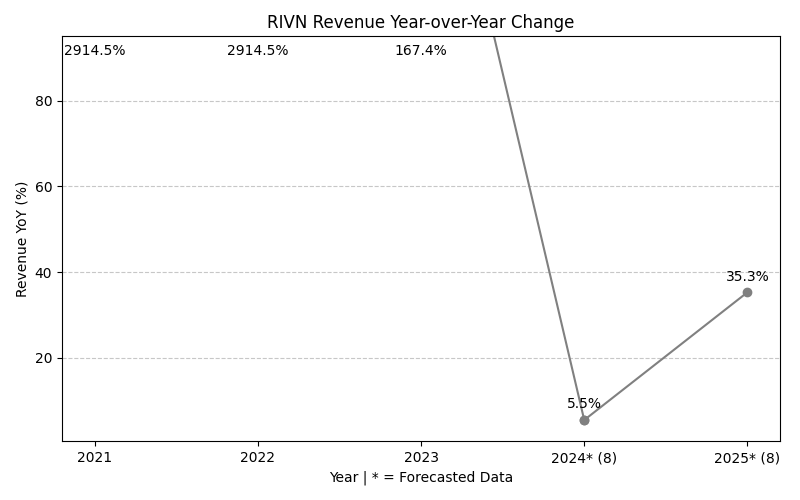 RIVN Revenue Year-over-Year Change
2914.5% 2914.5% 167.4%
80
60
40
20
Revenue YoY (%)
35.3%
5.5%
2021 2022 2023 2024* (8) 2025* (8)
Year | * = Forecasted Data